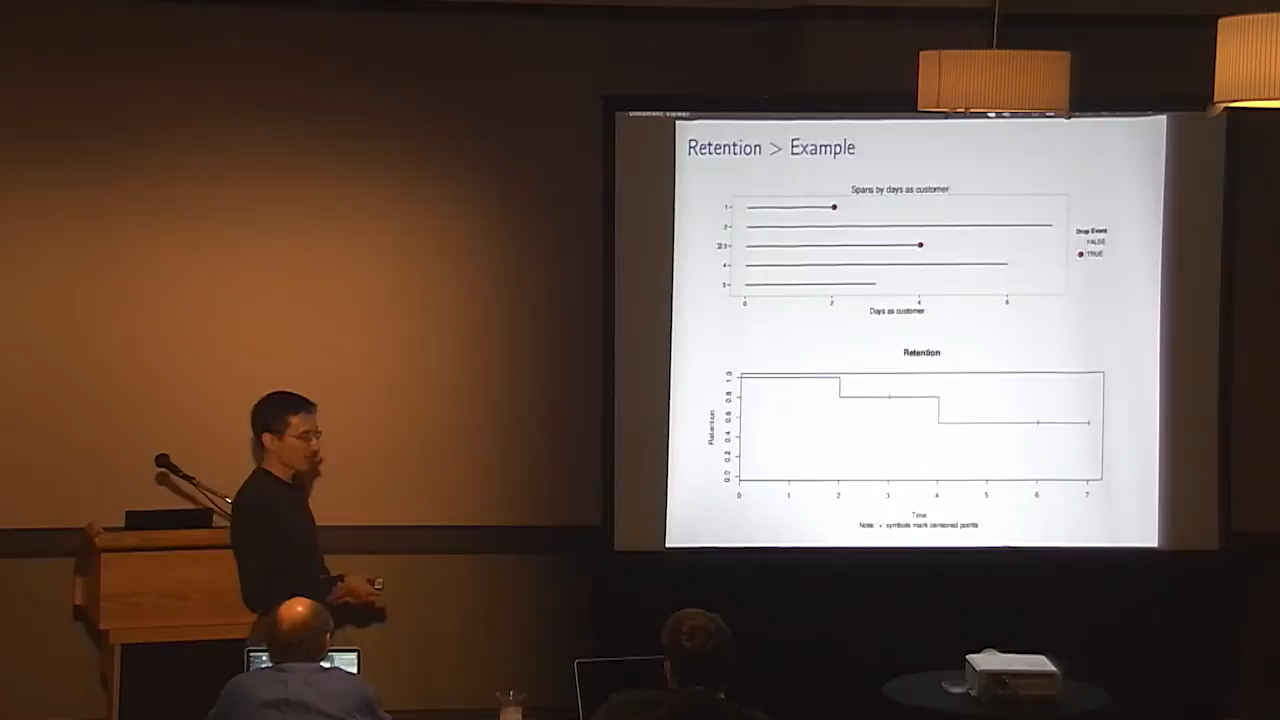 Document Viewer
Retention > Example
Spans by days as customer
1
2
3
4
5
Drop Event
FALSE
TRUE
0 2 4 6
Days as customer
Retention
Retention
1.0
0.8
0.6
0.4
0.2
0.0
0 1 2 3 4 5 6 7
Time
Note: + symbols mark censored points